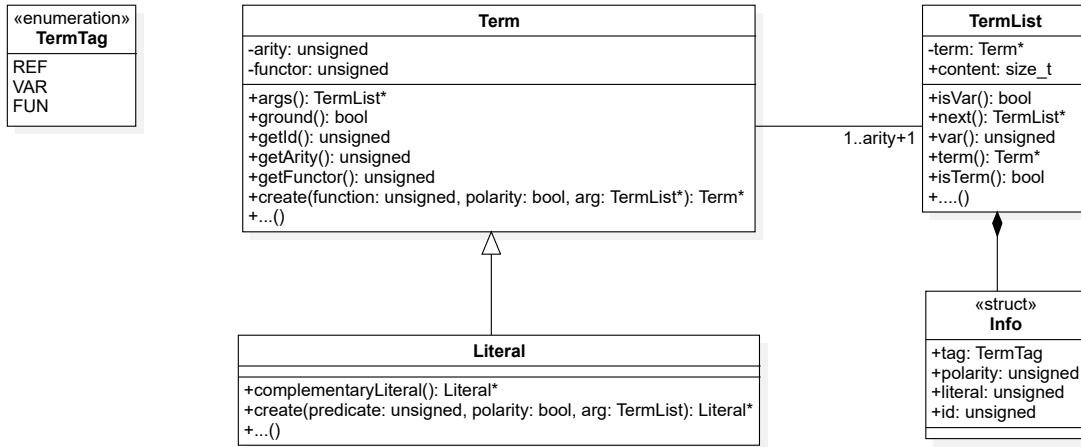 «enumeration»
TermTag
REF
VAR
FUN
Term
-arity: unsigned
-functor: unsigned
+args(): TermList*
+ground(): bool
+getId(): unsigned
+getArity(): unsigned
+getFunctor(): unsigned
+create(function: unsigned, polarity: bool, arg: TermList*): Term*
+...()
1..arity+1
TermList
-term: Term*
+content: size_t
+isVar(): bool
+next(): TermList*
+var(): unsigned
+term(): Term*
+isTerm(): bool
+....()
Literal
+complementaryLiteral(): Literal*
+create(predicate: unsigned, polarity: bool, arg: TermList): Literal*
+...()
«struct»
Info
+tag: TermTag
+polarity: unsigned
+literal: unsigned
+id: unsigned